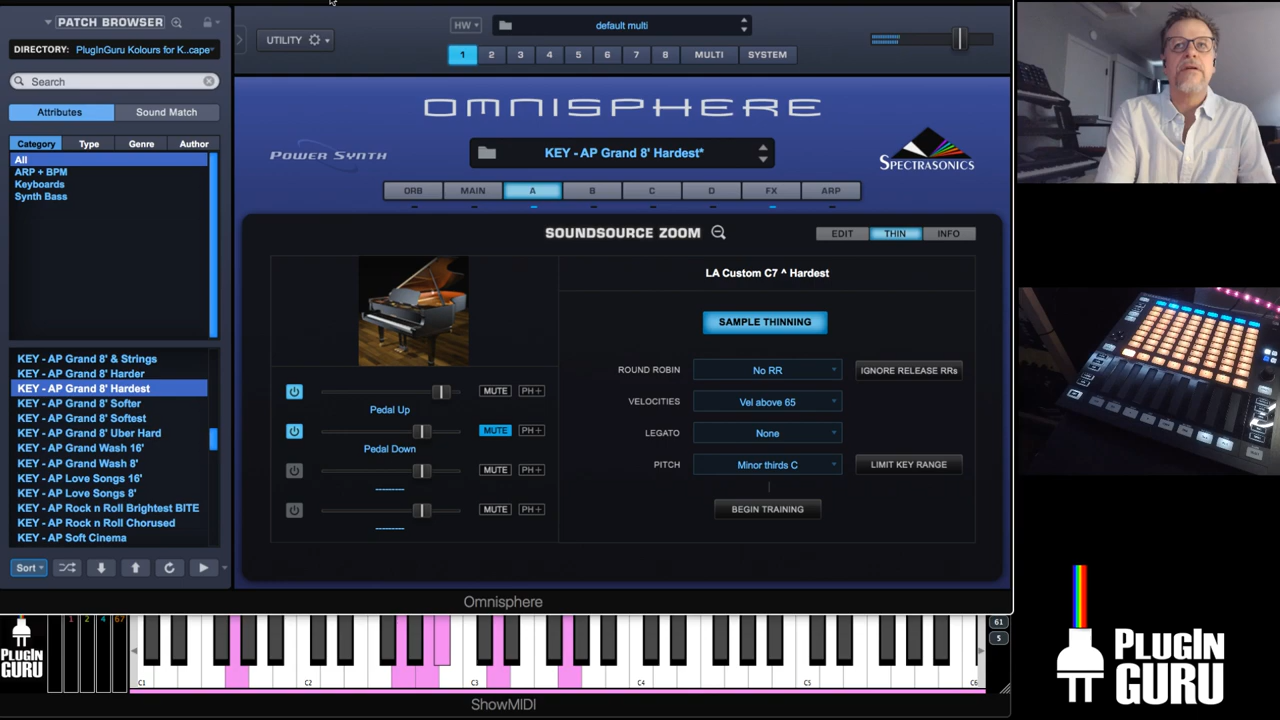 PATCH BROWSER
DIRECTORY: PlugInGuru Kolours for K..cape
Search
Attributes
Sound Match
Category
Type
Genre
Author
All
ARP + BPM
Keyboards
Synth Bass
KEY - AP Grand 8' & Strings
KEY - AP Grand 8' Harder
KEY - AP Grand 8' Hardest
KEY - AP Grand 8' Softer
KEY - AP Grand 8' Softest
KEY - AP Grand 8' Uber Hard
KEY - AP Grand Wash 16'
KEY - AP Grand Wash 8'
KEY - AP Love Songs 16'
KEY - AP Love Songs 8'
KEY - AP Rock n Roll Brightest BITE
KEY - AP Rock n Roll Chorused
KEY - AP Soft Cinema
Sort
UTILITY
HW
default multi
1 2 3 4 5 6 7 8 MULTI SYSTEM
OMNISPHERE
POWER SYNTH
KEY - AP Grand 8' Hardest*
SPECTRASONICS
ORB MAIN A B C D FX ARP
SOUNDSOURCE ZOOM
EDIT THIN INFO
LA Custom C7 ^ Hardest
SAMPLE THINNING
ROUND ROBIN No RR IGNORE RELEASE RRs
VELOCITIES Vel above 65
LEGATO None
PITCH Minor thirds C LIMIT KEY RANGE
BEGIN TRAINING
MUTE PH+
Pedal Up
MUTE PH+
Pedal Down
MUTE PH+
---------
MUTE PH+
---------
Omnisphere
PLUGIN
GURU
1 2 4 67
C1 C2 C3 C4 C5 C6
61
5
ShowMIDI
PLUGIN
GURU